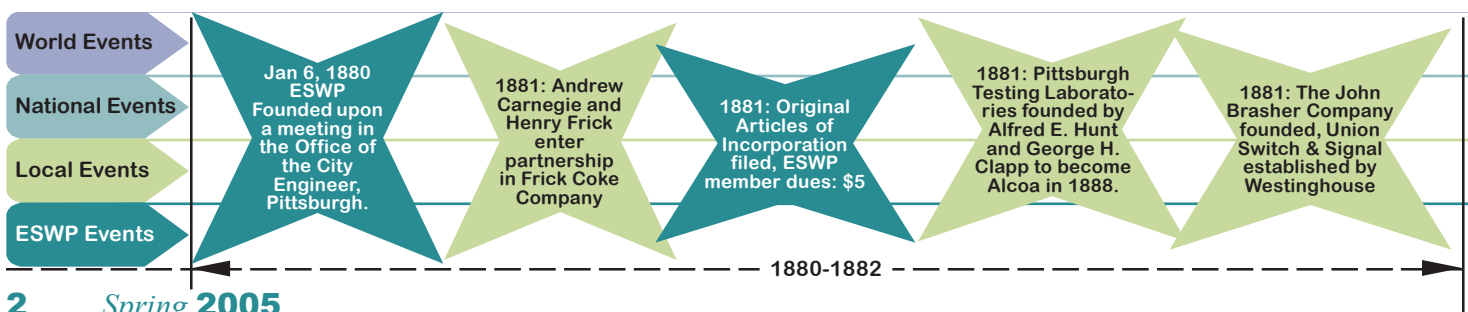 World Events
National Events
Local Events
ESWP Events
Jan 6, 1880
ESWP
Founded upon
a meeting in
the Office of
the City
Engineer,
Pittsburgh.
1881: Andrew
Carnegie and
Henry Frick
enter
partnership
in Frick Coke
Company
1881: Original
Articles of
Incorporation
filed, ESWP
member dues: $5
1881: Pittsburgh
Testing Laborato-
ries founded by
Alfred E. Hunt
and George H.
Clapp to become
Alcoa in 1888.
1881: The John
Brasher Company
founded, Union
Switch & Signal
established by
Westinghouse
1880-1882
2 Spring 2005